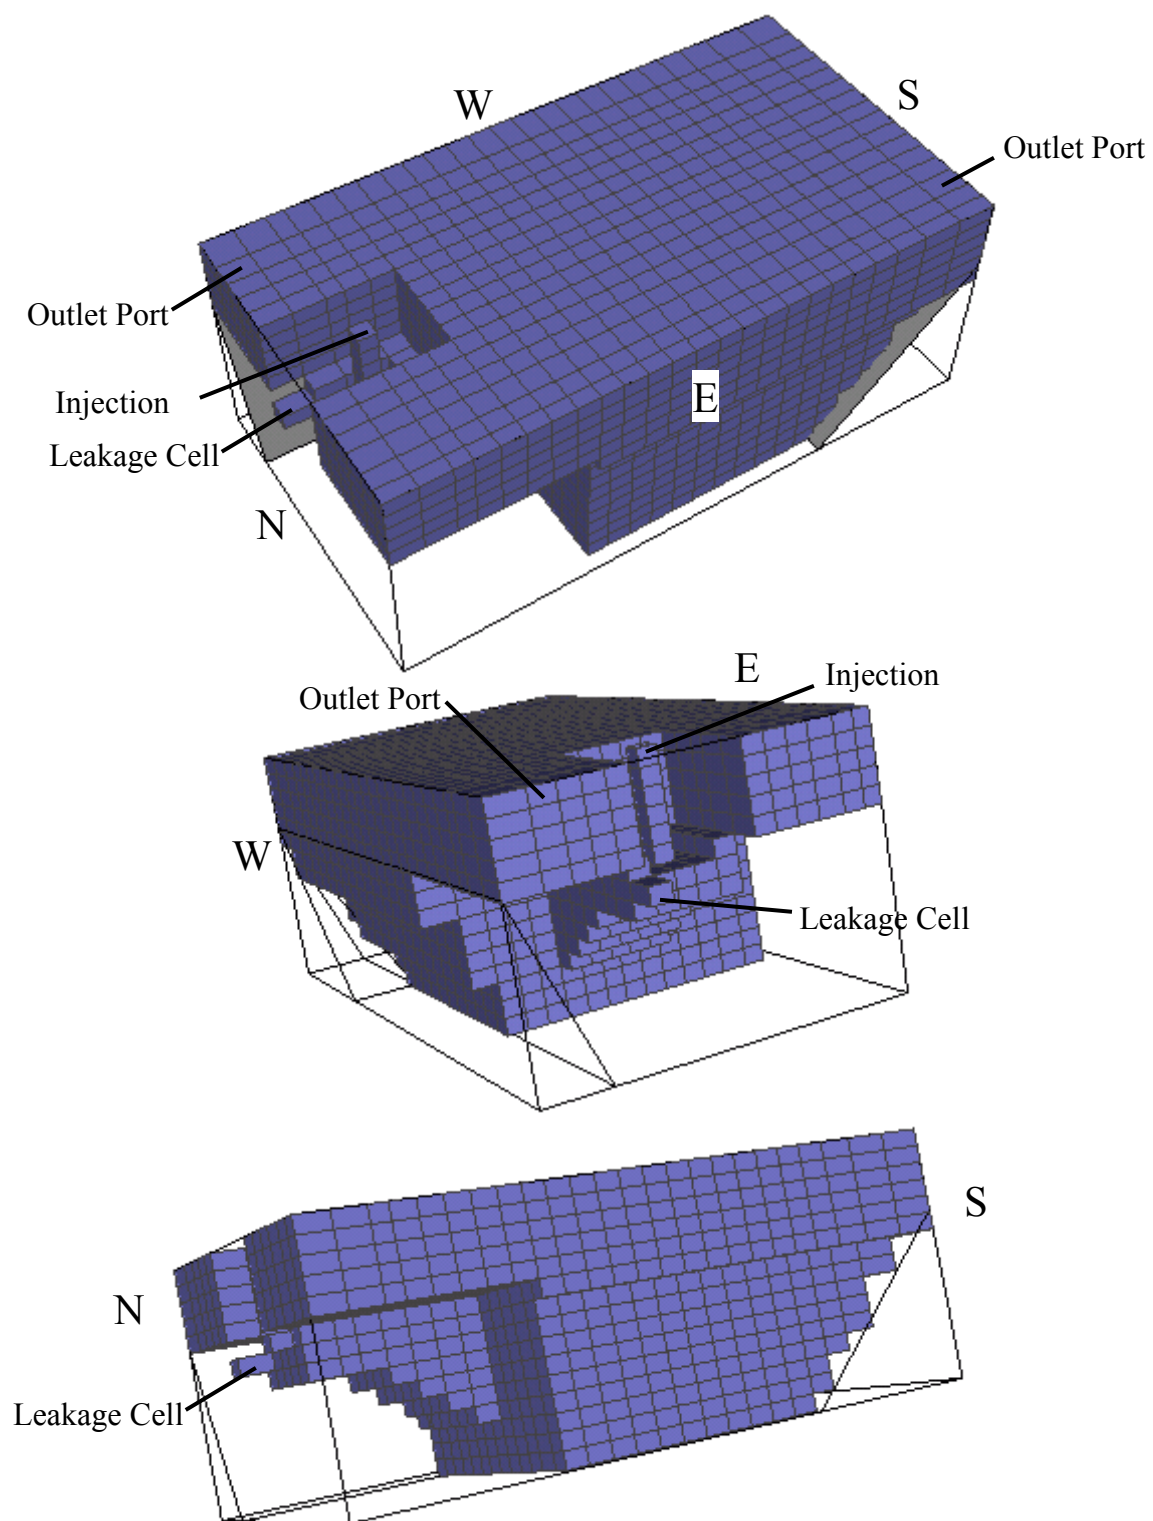 W
S
Outlet Port
Outlet Port
Injection
E
Leakage Cell
N
E
Injection
Outlet Port
W
Leakage Cell
S
N
Leakage Cell